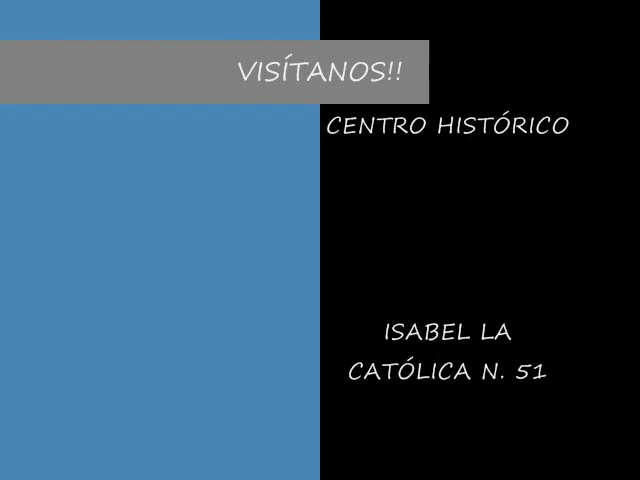 VISÍTANOS!!
CENTRO HISTÓRICO
ISABEL LA
CATÓLICA N. 51